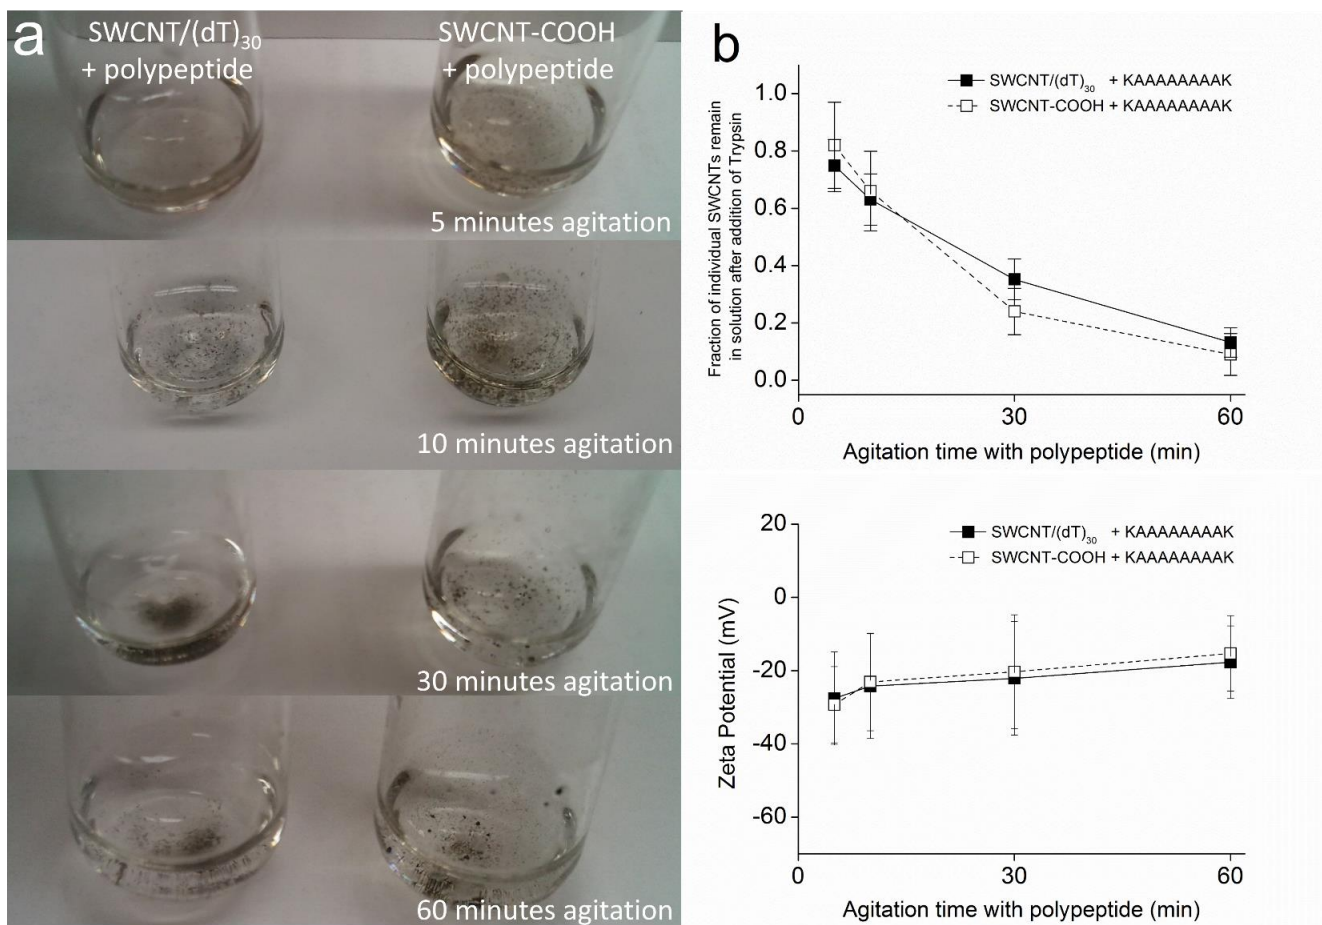 a
SWCNT/(dT)30
+ polypeptide
SWCNT-COOH
+ polypeptide
5 minutes agitation
10 minutes agitation
30 minutes agitation
60 minutes agitation
b
SWCNT/(dT)30 + KAAAAAAAAK
SWCNT-COOH + KAAAAAAAAK
Fraction of individual SWCNTs remain
in solution after addition of Trypsin
1.0
0.8
0.6
0.4
0.2
0.0
0 30 60
Agitation time with polypeptide (min)
SWCNT/(dT)30 + KAAAAAAAAK
SWCNT-COOH + KAAAAAAAAK
Zeta Potential (mV)
20
0
-20
-40
-60
0 30 60
Agitation time with polypeptide (min)